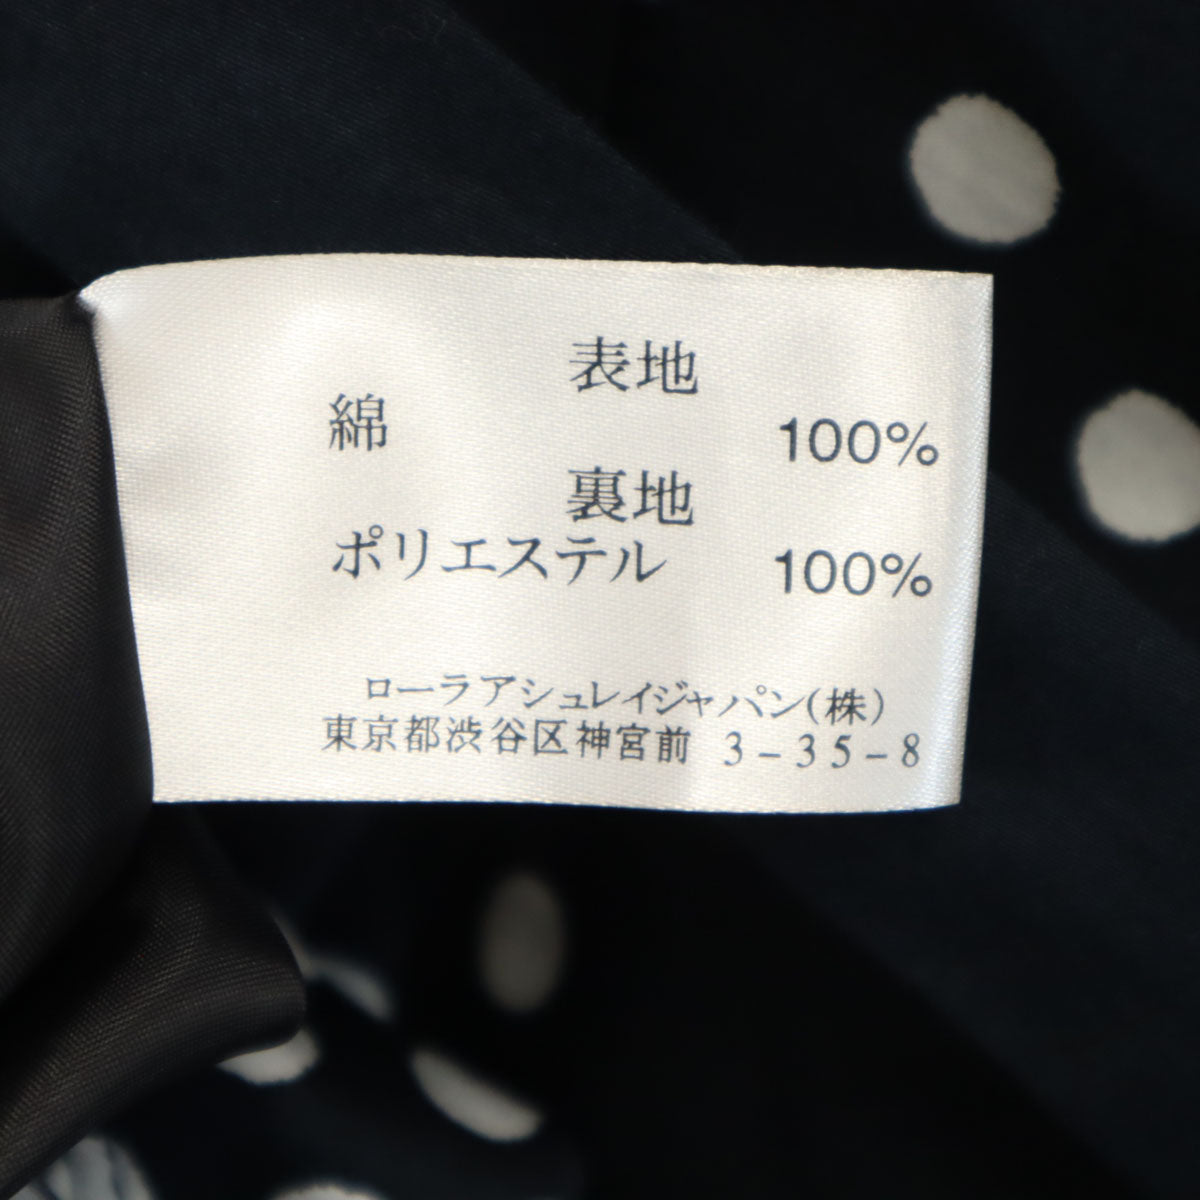 表地
綿 100%
裏地
ポリエステル 100%
ローラアシュレイジャパン(株)
東京都渋谷区神宮前 3-35-8